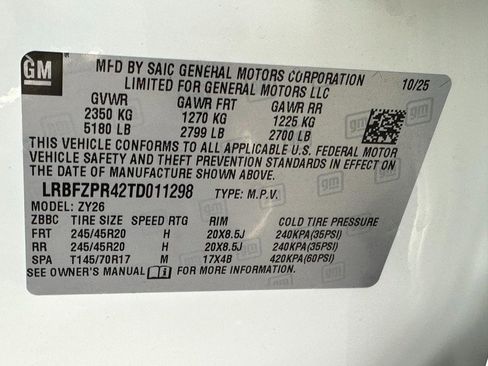 GM
MFD BY SAIC GENERAL MOTORS CORPORATION
LIMITED FOR GENERAL MOTORS LLC
10/25
GVWR GAWR FRT GAWR RR
2350 KG 1270 KG 1225 KG
5180 LB 2799 LB 2700 LB
THIS VEHICLE CONFORMS TO ALL APPLICABLE U.S. FEDERAL MOTOR
VEHICLE SAFETY AND THEFT PREVENTION STANDARDS IN EFFECT ON
THE DATE OF MANUFACTURE SHOWN ABOVE.
LRBFZPR42TD011298 TYPE: M.P.V.
MODEL: ZY26
ZBBC TIRE SIZE SPEED RTG RIM COLD TIRE PRESSURE
FRT 245/45R20 H 20X8.5J 240KPA(35PSI)
RR 245/45R20 H 20X8.5J 240KPA(35PSI)
SPA T145/70R17 M 17X4B 420KPA(60PSI)
SEE OWNER'S MANUAL FOR MORE INFORMATION